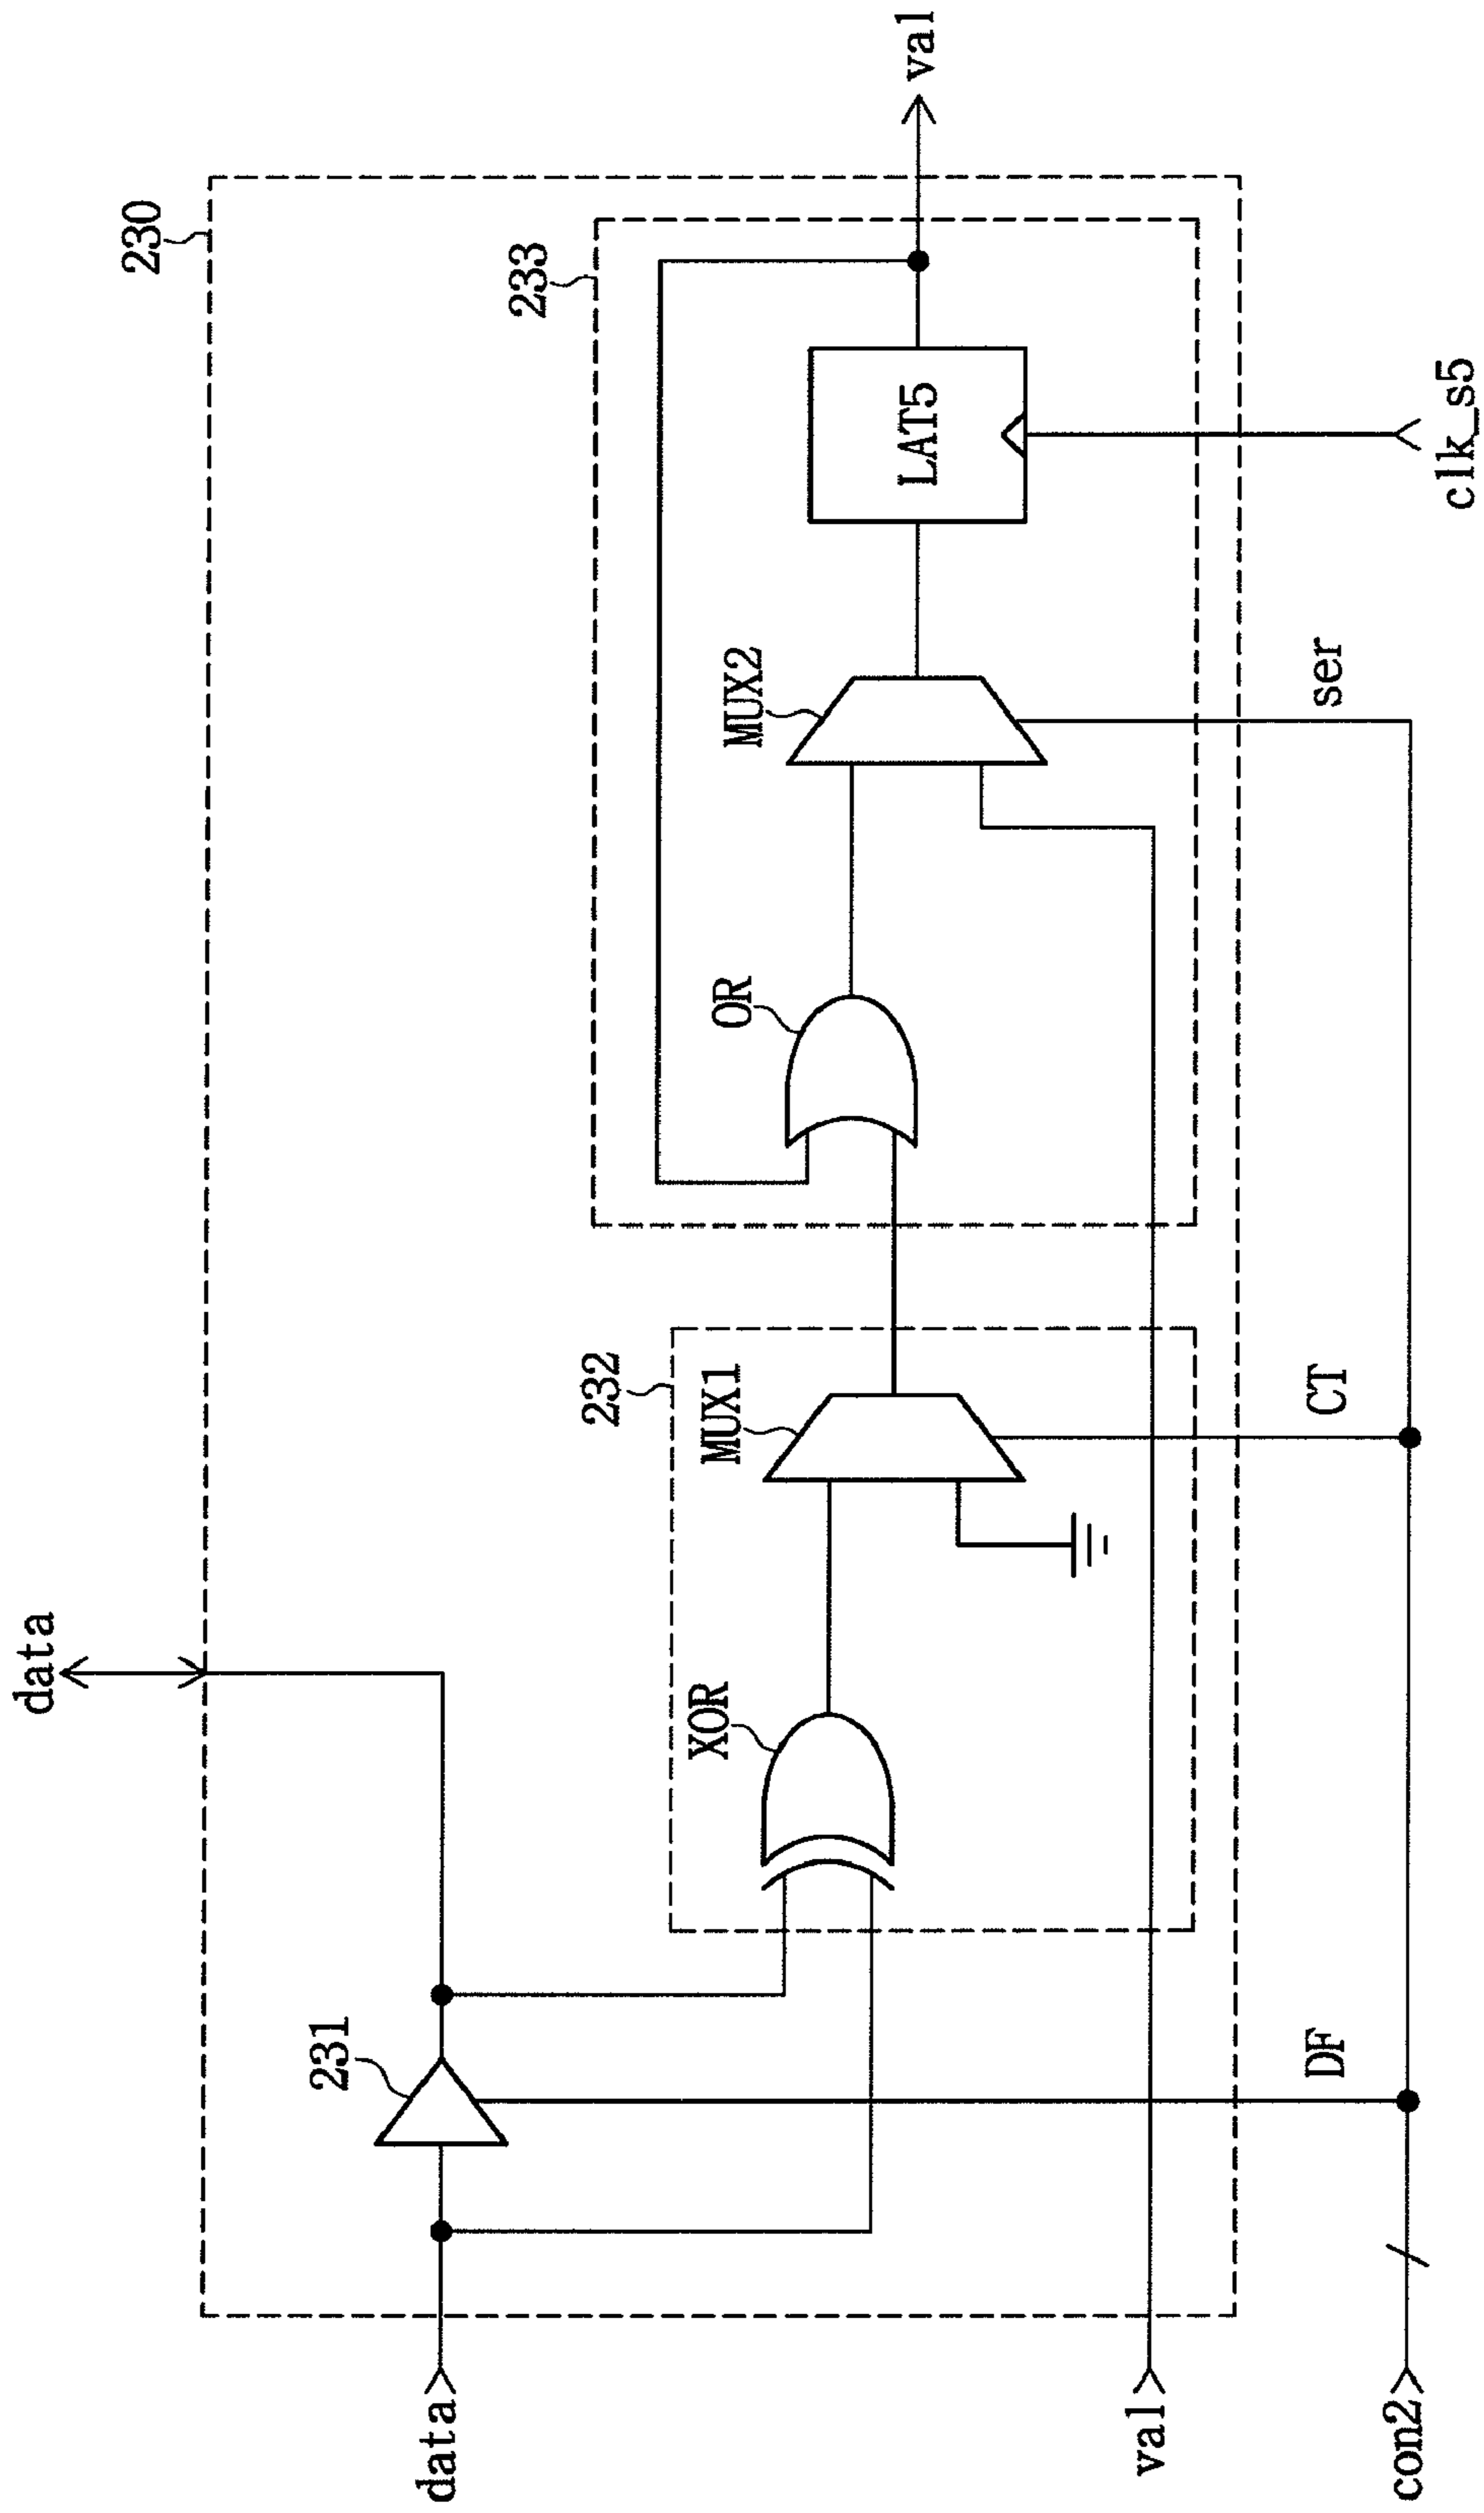 230
233
val
LAT5
clk_s5
MUX2
ser
OR
232
MUX1
CT
data
XOR
231
DF
data
val
con2